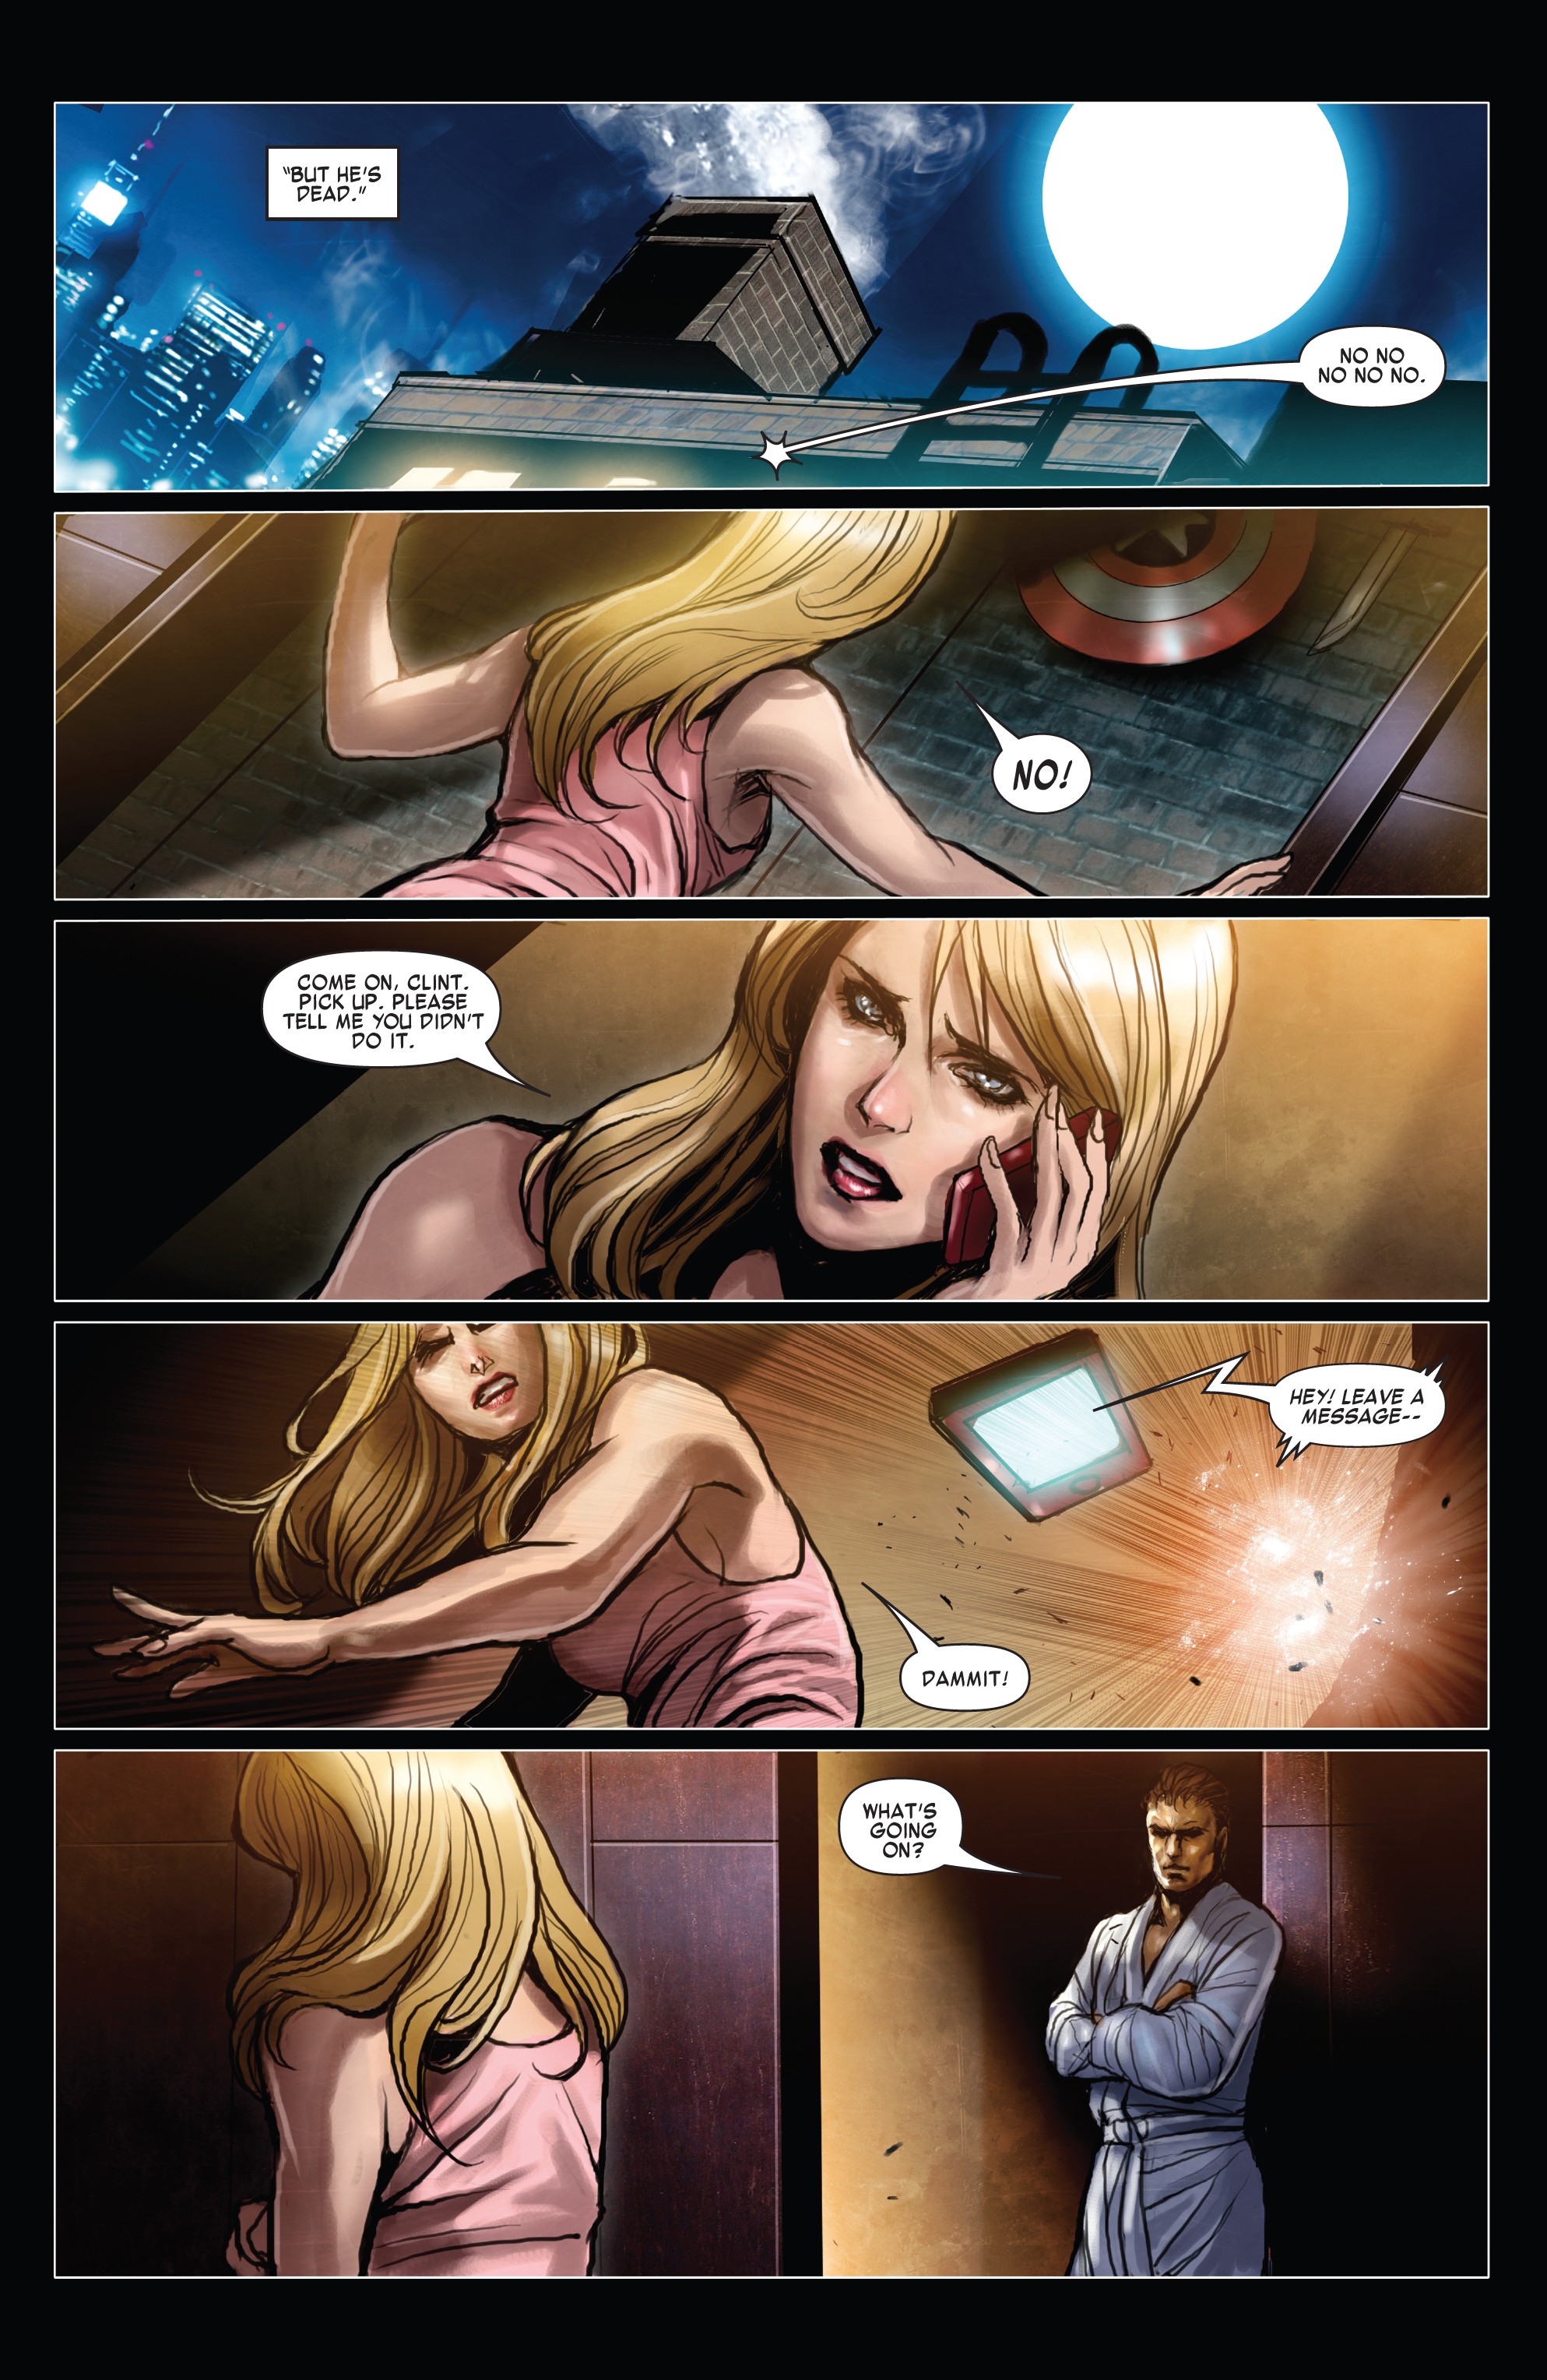 "BUT HE'S
DEAD."
NO NO
NO NO NO.
NO!
COME ON, CLINT.
PICK UP. PLEASE
TELL ME YOU DIDN'T
DO IT.
HEY! LEAVE A
MESSAGE--
DAMMIT!
WHAT'S
GOING
ON?